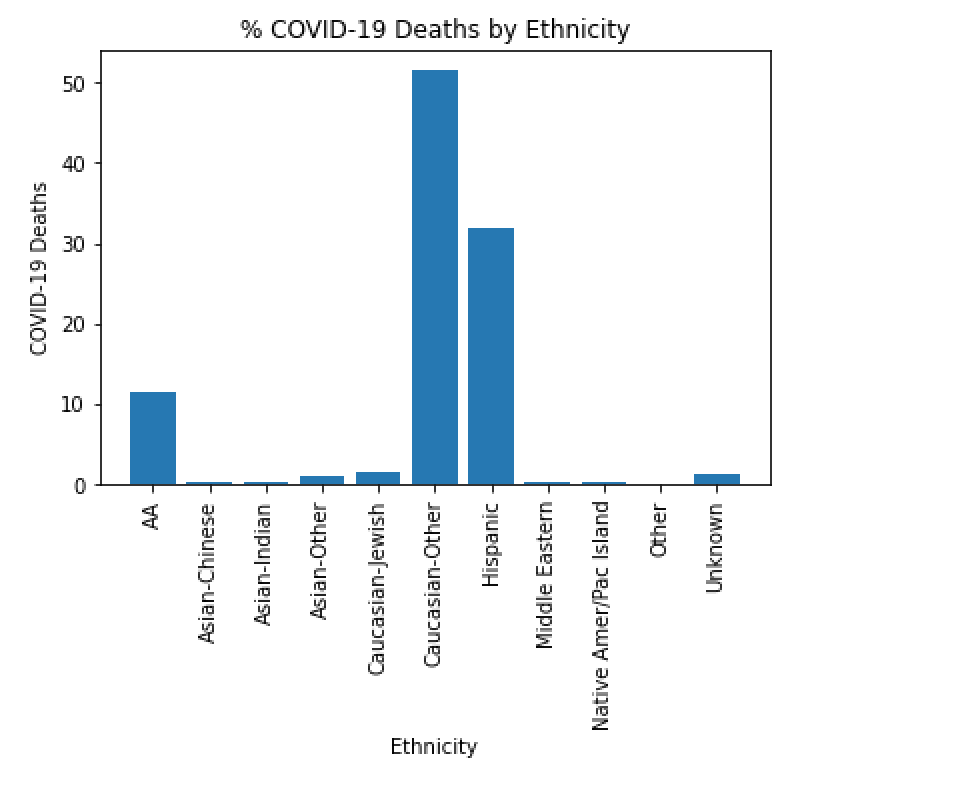 % COVID-19 Deaths by Ethnicity
COVID-19 Deaths
50
40
30
20
10
0
AA
Asian-Chinese
Asian-Indian
Asian-Other
Caucasian-Jewish
Caucasian-Other
Hispanic
Middle Eastern
Native Amer/Pac Island
Other
Unknown
Ethnicity